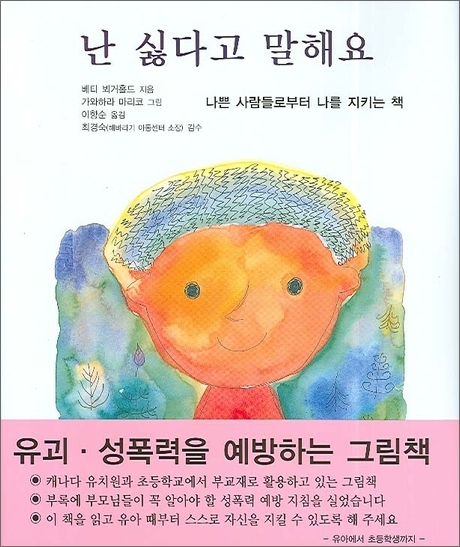 난 싫다고 말해요
베티 뵈거홀드 지음
가와하라 마리코 그림
이향순 옮김
최경숙(해바라기 아동센터 소장) 감수
나쁜 사람들로부터 나를 지키는 책
유괴 · 성폭력을 예방하는 그림책
● 캐나다 유치원과 초등학교에서 부교재로 활용하고 있는 그림책
● 부록에 부모님들이 꼭 알아야 할 성폭력 예방 지침을 실었습니다
● 이 책을 읽고 유아 때부터 스스로 자신을 지킬 수 있도록 해 주세요
- 유아에서 초등학생까지 -